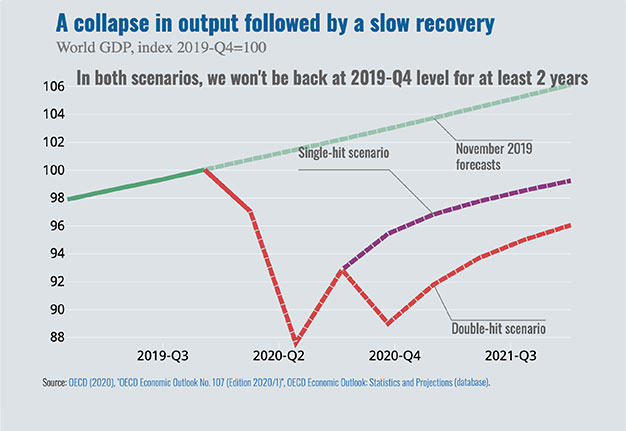 A collapse in output followed by a slow recovery
World GDP, index 2019-Q4=100
In both scenarios, we won't be back at 2019-Q4 level for at least 2 years
106
104
102
100
98
96
94
92
90
88
Single-hit scenario
November 2019
forecasts
Double-hit scenario
2019-Q3 2020-Q2 2020-Q4 2021-Q3
Source: OECD (2020), "OECD Economic Outlook No. 107 (Edition 2020/1)", OECD Economic Outlook: Statistics and Projections (database).